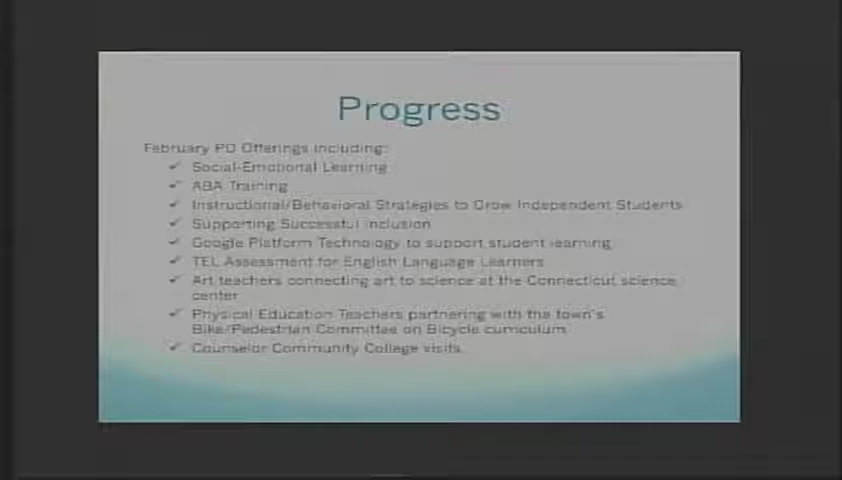 Progress
February PD Offerings including:
✓ Social-Emotional Learning
✓ ABA Training
✓ Instructional/Behavioral Strategies to Grow Independent Students
✓ Supporting Successful Inclusion
✓ Google Platform Technology to support student learning
✓ TEL Assessment for English Language Learners
✓ Art teachers connecting art to science at the Connecticut science
center
✓ Physical Education Teachers partnering with the town's
Bike/Pedestrian Committee on Bicycle curriculum
✓ Counselor Community College visits